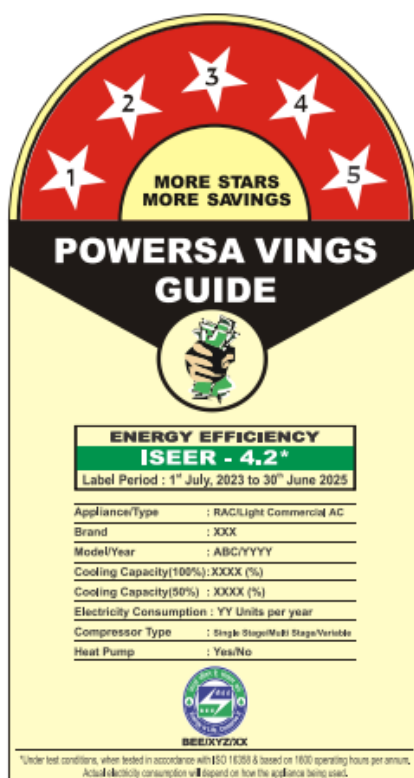 1 2 3 4 5
MORE STARS
MORE SAVINGS
POWERSA VINGS
GUIDE
ENERGY EFFICIENCY
ISEER - 4.2*
Label Period : 1st July, 2023 to 30th June 2025
Appliance/Type : RAC/Light Commercial AC
Brand : XXX
Model/Year : ABC/YYYY
Cooling Capacity(100%): XXXX (%)
Cooling Capacity(50%) : XXXX (%)
Electricity Consumption : YY Units per year
Compressor Type : Single Stage/Multi Stage/Variable
Heat Pump : Yes/No
BEE
BEE/XYZ/XX
*Under test conditions, when tested in accordance with ISO 16358 & based on 1600 operating hours per annum.
Actual electricity consumption will depend on how the appliance being used.